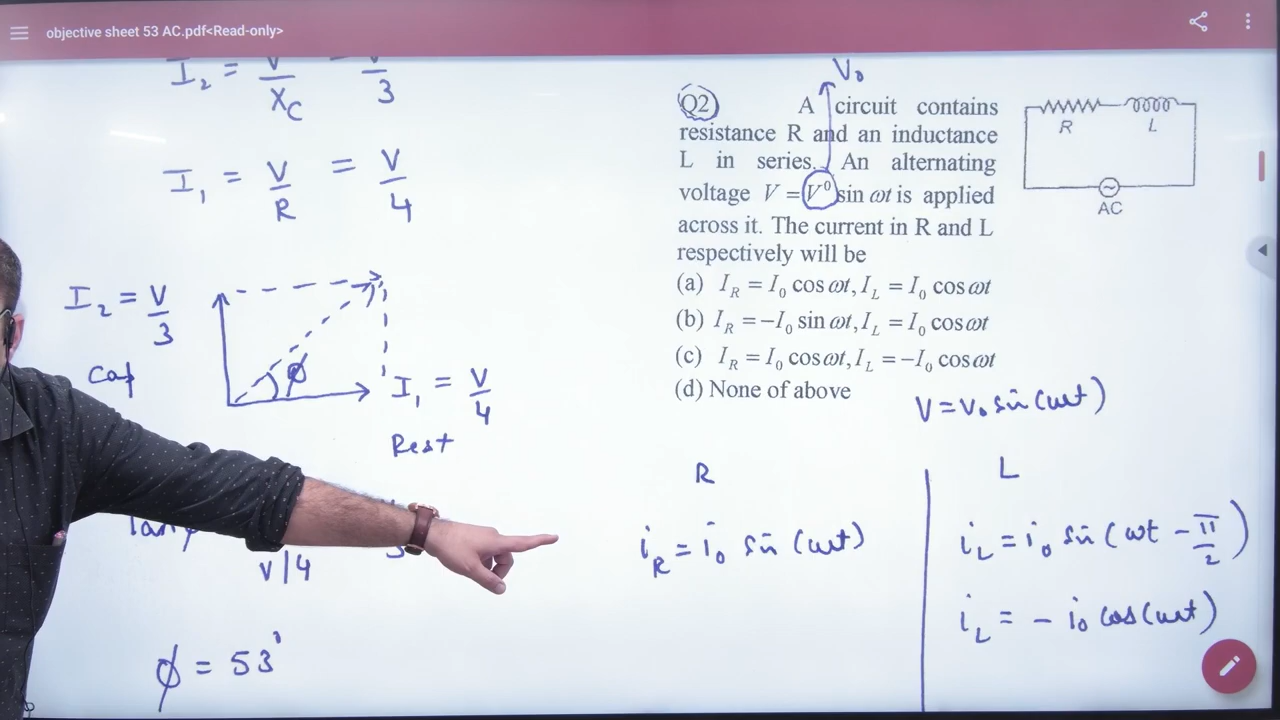 objective sheet 53 AC.pdf<Read-only>
I₂ = V/X_C = V/3
I₁ = V/R = V/4
I₂ = V/3
Cap
ϕ
I₁ = V/4
Rest
tanϕ
V/4
ϕ = 53°
V₀
Q2) A circuit contains
resistance R and an inductance
L in series. An alternating
voltage V = V⁰ sin ωt is applied
across it. The current in R and L
respectively will be
(a) I_R = I₀ cos ωt, I_L = I₀ cos ωt
(b) I_R = −I₀ sin ωt, I_L = I₀ cos ωt
(c) I_R = I₀ cos ωt, I_L = −I₀ cos ωt
(d) None of above
R
L
AC
V = V₀ sin(ωt)
R
i_R = i₀ sin (ωt)
L
i_L = i₀ sin (ωt − π/2)
i_L = − i₀ cos(ωt)